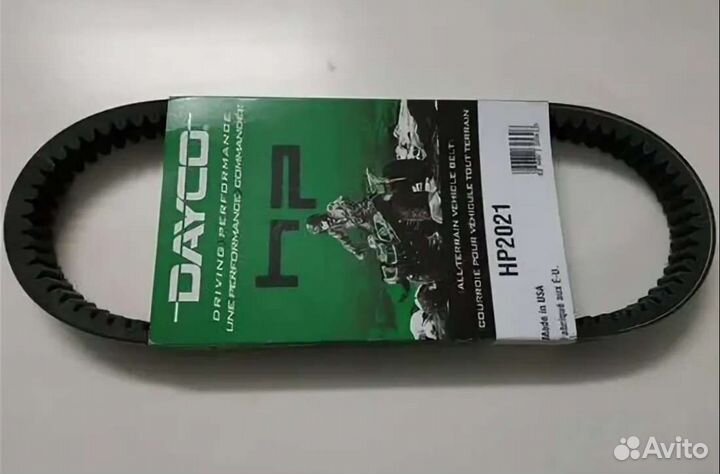 DAYCO
DRIVING PERFORMANCE
UNE PERFORMANCE COMMANDÉE
HP
ALL-TERRAIN VEHICLE BELT
COURROIE POUR VÉHICULE TOUT TERRAIN
HP2021
Made in USA
Fabriqué aux É-U.
Avito